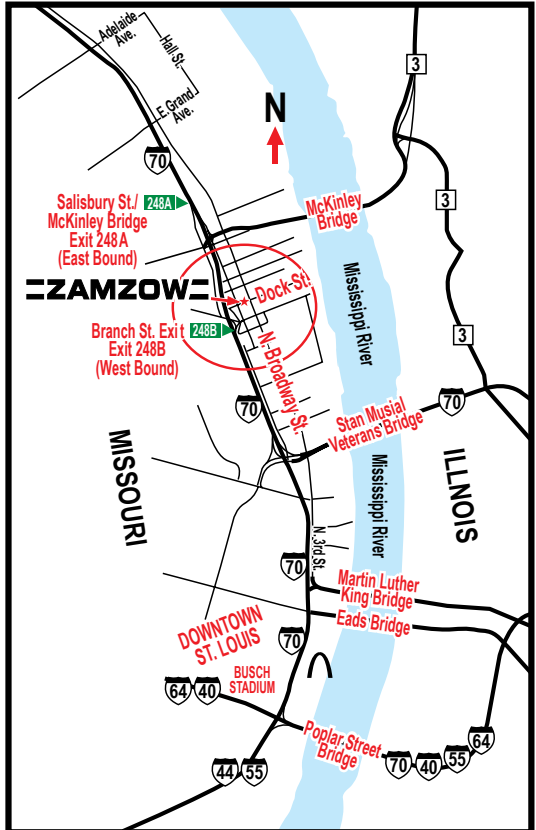 Adelaide
Ave.
Hall St.
E. Grand
Ave.
3
N
70
Salisbury St./
McKinley Bridge
Exit 248A
(East Bound)
248A
McKinley
Bridge
3
ZAMZOW
Dock St.
Mississippi River
Branch St. Exit
Exit 248B
(West Bound)
248B
N. Broadway St.
3
70
70
Stan Musial
Veterans' Bridge
MISSOURI
ILLNOIS
Mississippi River
N. 3rd St.
70
Martin Luther
King Bridge
Eads Bridge
DOWNTOWN
ST. LOUIS
70
BUSCH
STADIUM
64 40
Poplar Street
Bridge
70 40 55 64
44 55